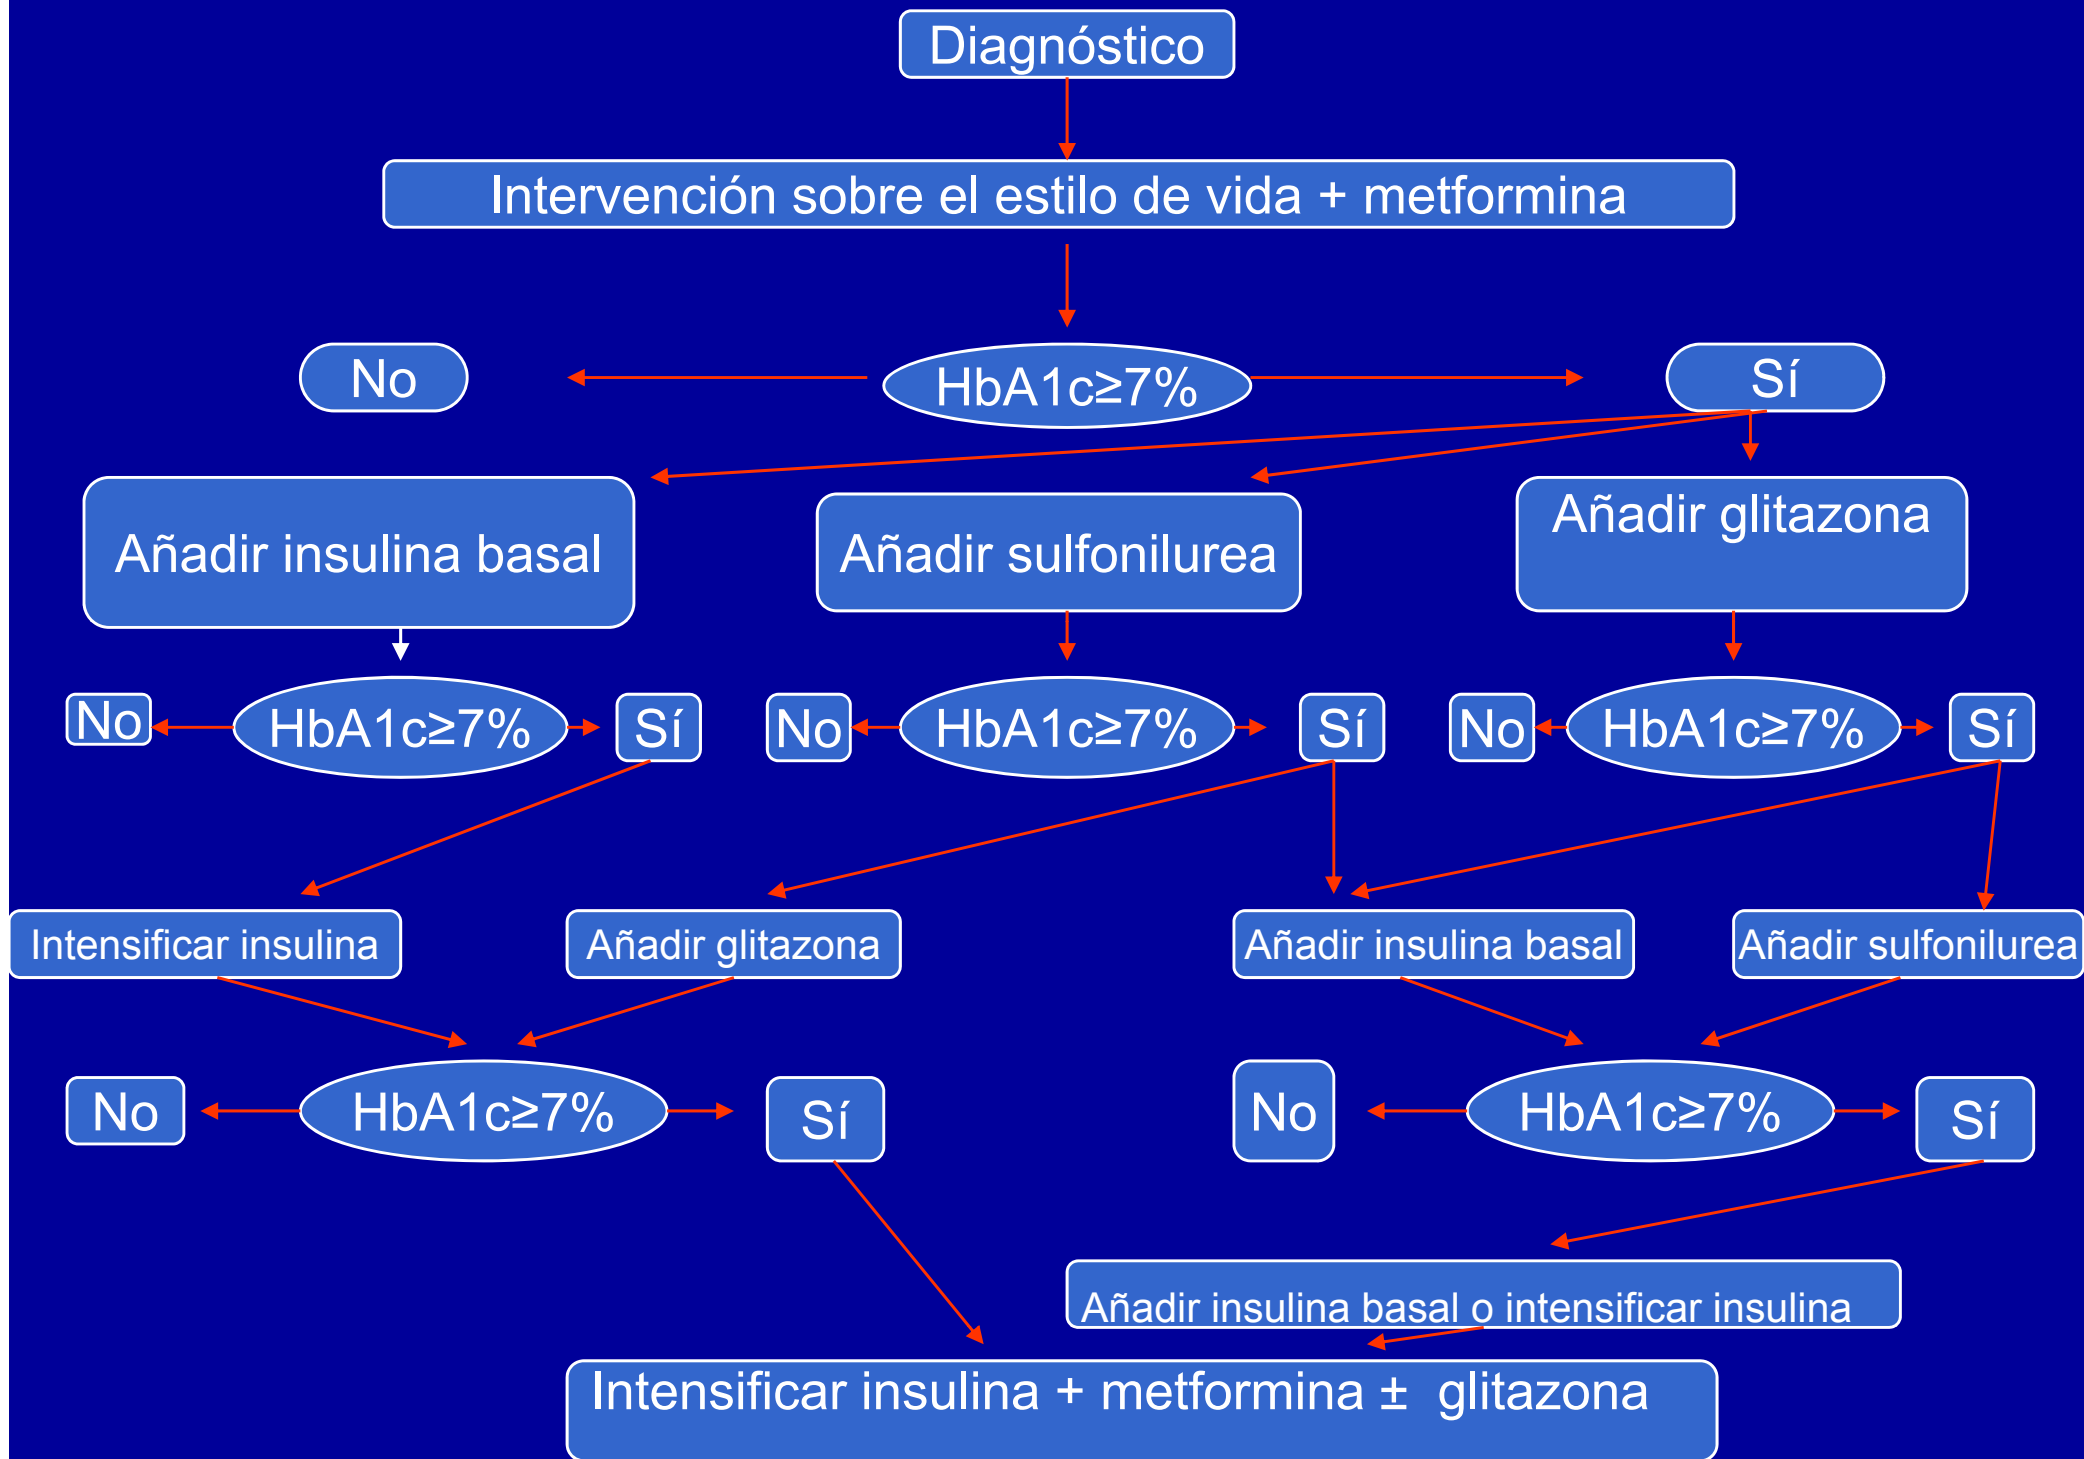 Diagnóstico
Intervención sobre el estilo de vida + metformina
No
HbA1c≥7%
Sí
Añadir insulina basal
Añadir sulfonilurea
Añadir glitazona
No
HbA1c≥7%
Sí
No
HbA1c≥7%
Sí
No
HbA1c≥7%
Sí
Intensificar insulina
Añadir glitazona
Añadir insulina basal
Añadir sulfonilurea
No
HbA1c≥7%
Sí
No
HbA1c≥7%
Sí
Añadir insulina basal o intensificar insulina
Intensificar insulina + metformina ± glitazona